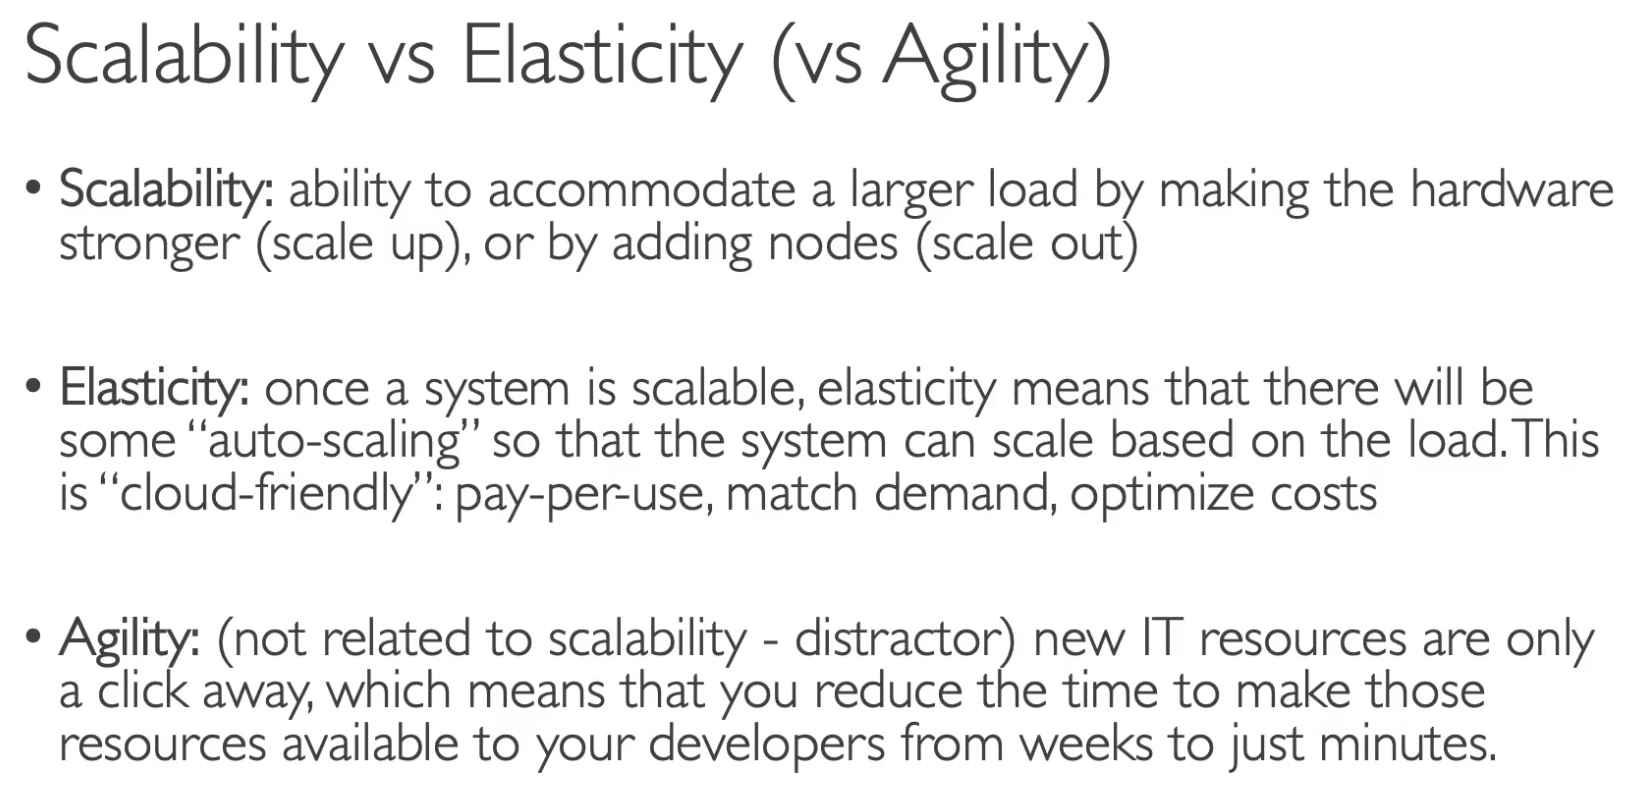 Scalability vs Elasticity (vs Agility)
• Scalability: ability to accommodate a larger load by making the hardware
stronger (scale up), or by adding nodes (scale out)
• Elasticity: once a system is scalable, elasticity means that there will be
some “auto-scaling” so that the system can scale based on the load. This
is “cloud-friendly”: pay-per-use, match demand, optimize costs
• Agility: (not related to scalability - distractor) new IT resources are only
a click away, which means that you reduce the time to make those
resources available to your developers from weeks to just minutes.